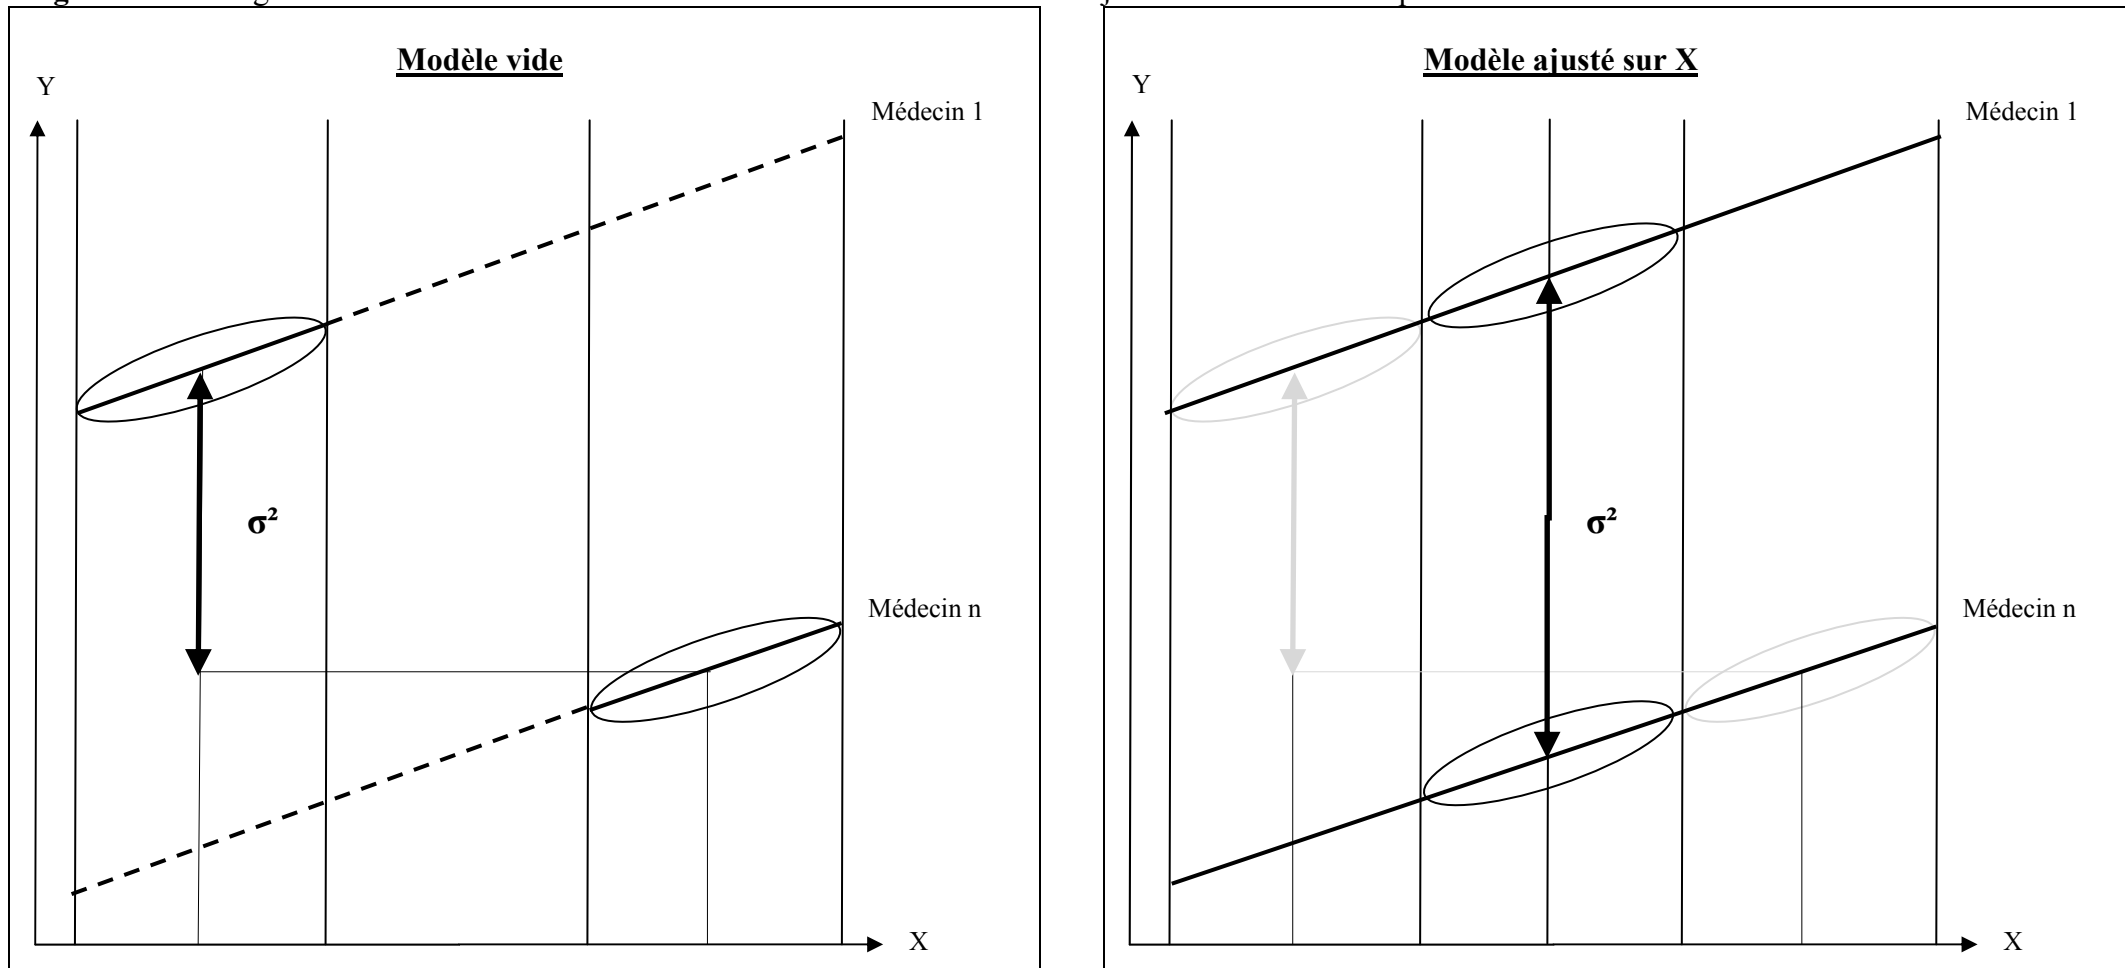 Modèle vide
Y
Médecin 1
σ²
Médecin n
X
Modèle ajusté sur X
Y
Médecin 1
σ²
Médecin n
X